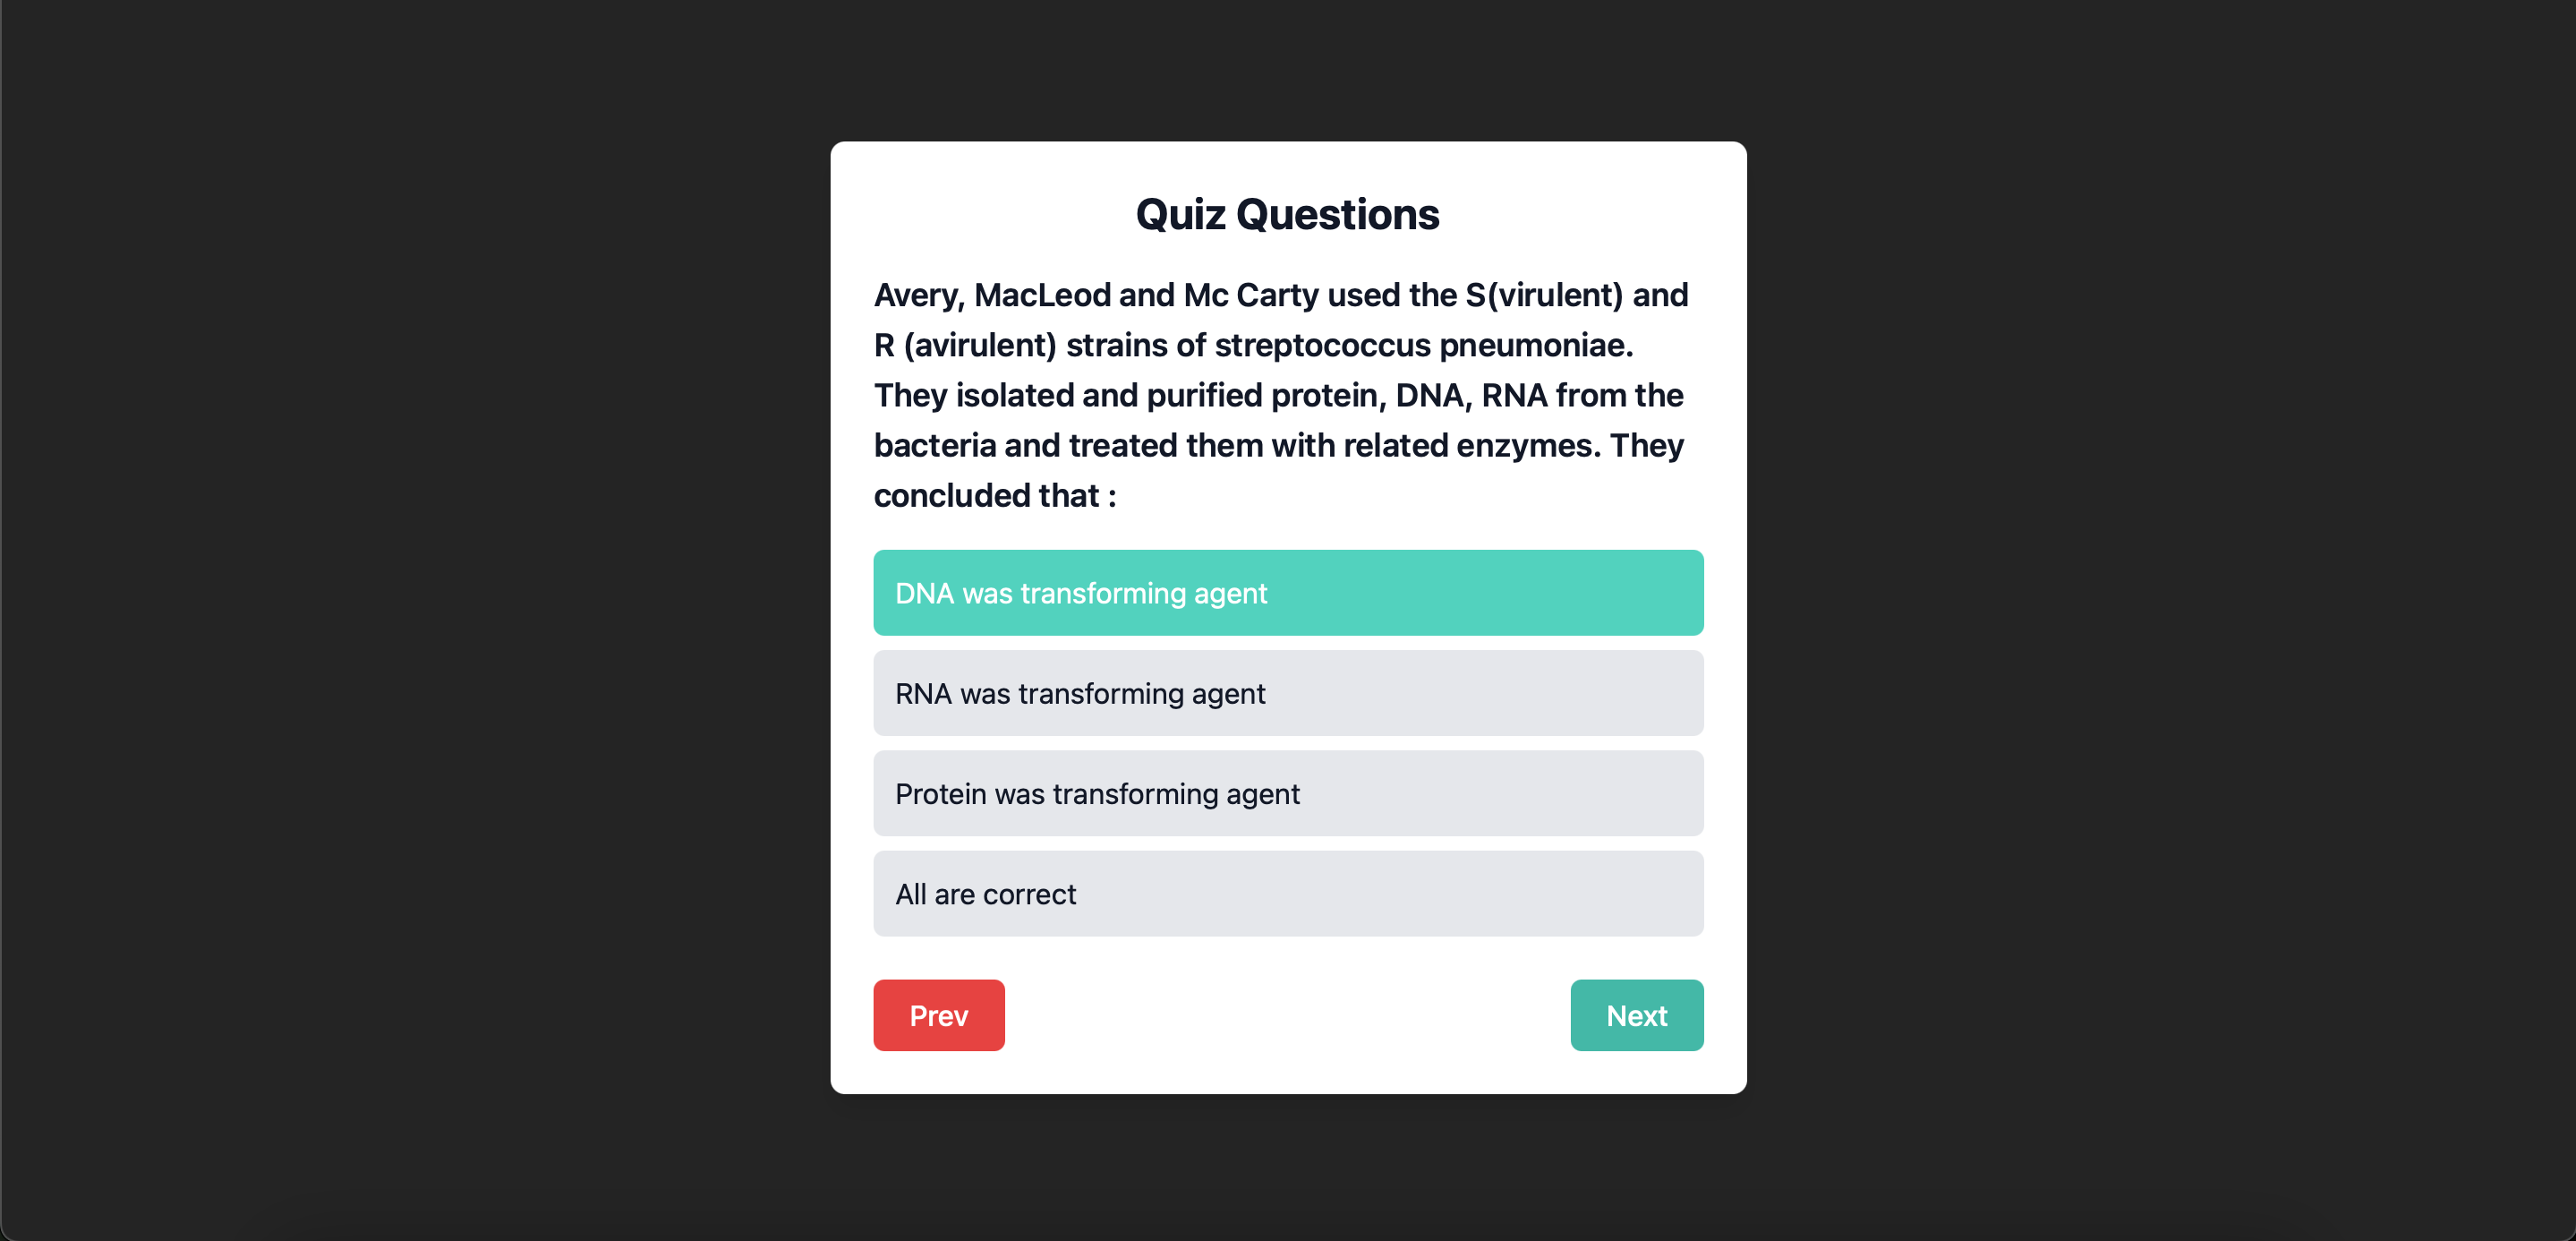 Quiz Questions
Avery, MacLeod and Mc Carty used the S(virulent) and
R (avirulent) strains of streptococcus pneumoniae.
They isolated and purified protein, DNA, RNA from the
bacteria and treated them with related enzymes. They
concluded that :
DNA was transforming agent
RNA was transforming agent
Protein was transforming agent
All are correct
Prev
Next